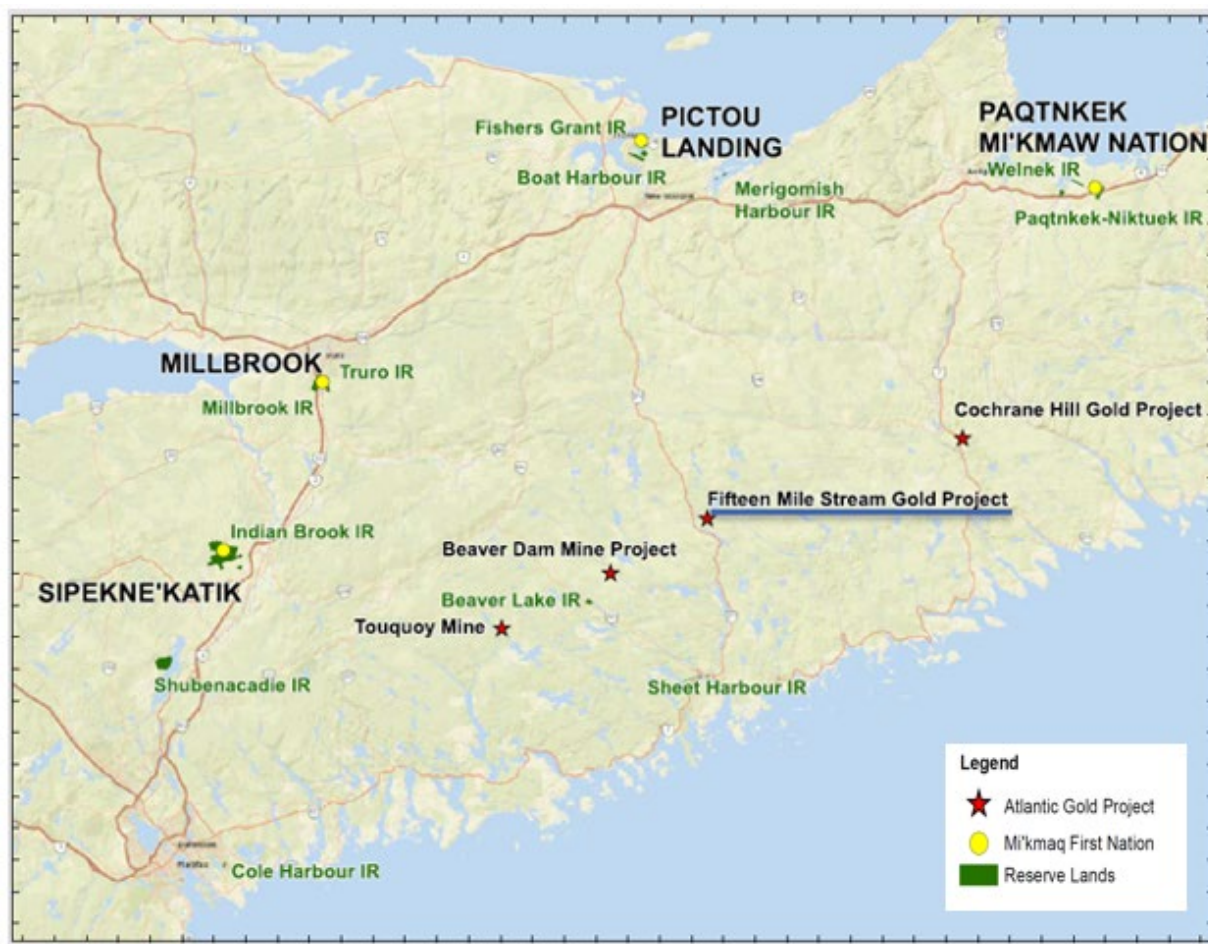 PICTOU
LANDING
PAQTNKEK
MI'KMAW NATION
Fishers Grant IR
Boat Harbour IR
Merigomish
Harbour IR
Welnek IR
Paqtnkek-Niktuek IR
MILLBROOK
Truro IR
Millbrook IR
Cochrane Hill Gold Project
Fifteen Mile Stream Gold Project
Indian Brook IR
Beaver Dam Mine Project
SIPEKNE'KATIK
Beaver Lake IR
Touquoy Mine
Shubenacadie IR
Sheet Harbour IR
Cole Harbour IR
Legend
Atlantic Gold Project
Mi'kmaq First Nation
Reserve Lands